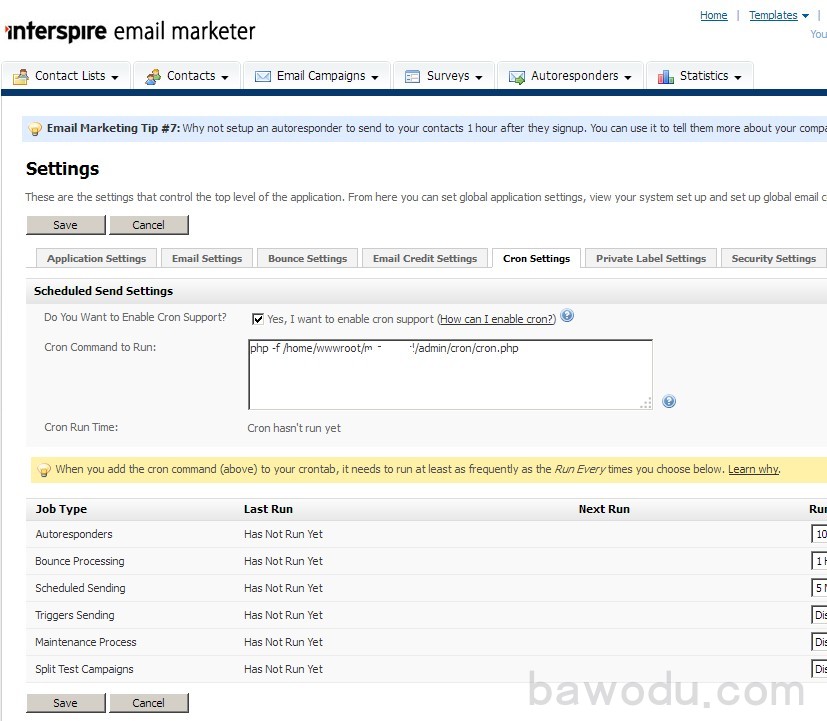 Home | Templates |
interspire email marketer
You
Contact Lists Contacts Email Campaigns Surveys Autoresponders Statistics
Email Marketing Tip #7: Why not setup an autoresponder to send to your contacts 1 hour after they signup. You can use it to tell them more about your compa
Settings
These are the settings that control the top level of the application. From here you can set global application settings, view your system set up and set up global email c
Save Cancel
Application Settings Email Settings Bounce Settings Email Credit Settings Cron Settings Private Label Settings Security Settings
Scheduled Send Settings
Do You Want to Enable Cron Support? Yes, I want to enable cron support (How can I enable cron?)
Cron Command to Run: php -f /home/wwwroot/ /admin/cron/cron.php
Cron Run Time: Cron hasn't run yet
When you add the cron command (above) to your crontab, it needs to run at least as frequently as the Run Every times you choose below. Learn why.
Job Type Last Run Next Run Run
Autoresponders Has Not Run Yet 10
Bounce Processing Has Not Run Yet 1 H
Scheduled Sending Has Not Run Yet 5 M
Triggers Sending Has Not Run Yet Dis
Maintenance Process Has Not Run Yet Dis
Split Test Campaigns Has Not Run Yet Dis
Save Cancel
bawodu.com